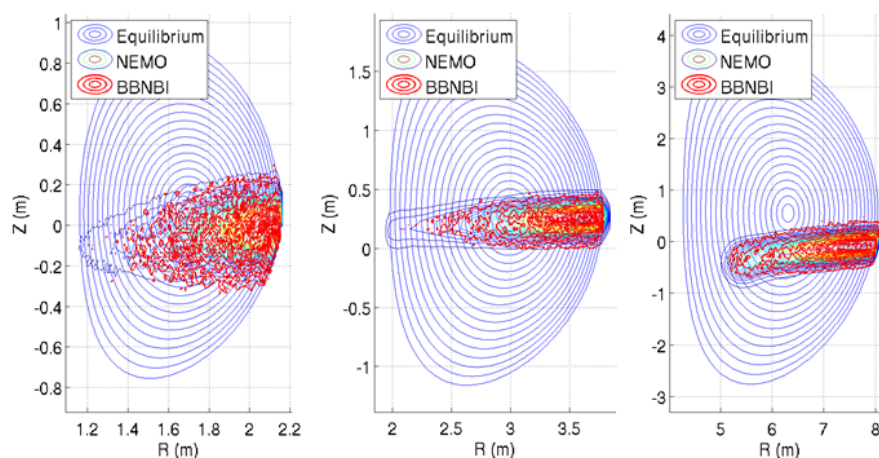 1
0.8
0.6
0.4
0.2
0
-0.2
-0.4
-0.6
-0.8
Z (m)
Equilibrium
NEMO
BBNBI
1.2 1.4 1.6 1.8 2 2.2
R (m)
1.5
1
0.5
0
-0.5
-1
Z (m)
Equilibrium
NEMO
BBNBI
2 2.5 3 3.5
R (m)
4
3
2
1
0
-1
-2
-3
Z (m)
Equilibrium
NEMO
BBNBI
5 6 7 8
R (m)